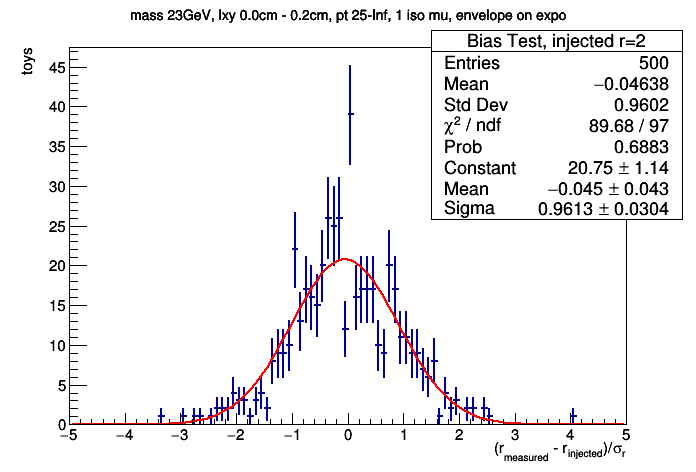 mass 23GeV, lxy 0.0cm - 0.2cm, pt 25-Inf, 1 iso mu, envelope on expo
toys
Bias Test, injected r=2
Entries 500
Mean −0.04638
Std Dev 0.9602
χ² / ndf 89.68 / 97
Prob 0.6883
Constant 20.75 ± 1.14
Mean −0.045 ± 0.043
Sigma 0.9613 ± 0.0304
45
40
35
30
25
20
15
10
5
0
−5 −4 −3 −2 −1 0 1 2 3 4 5
(r_measured - r_injected)/σ_r